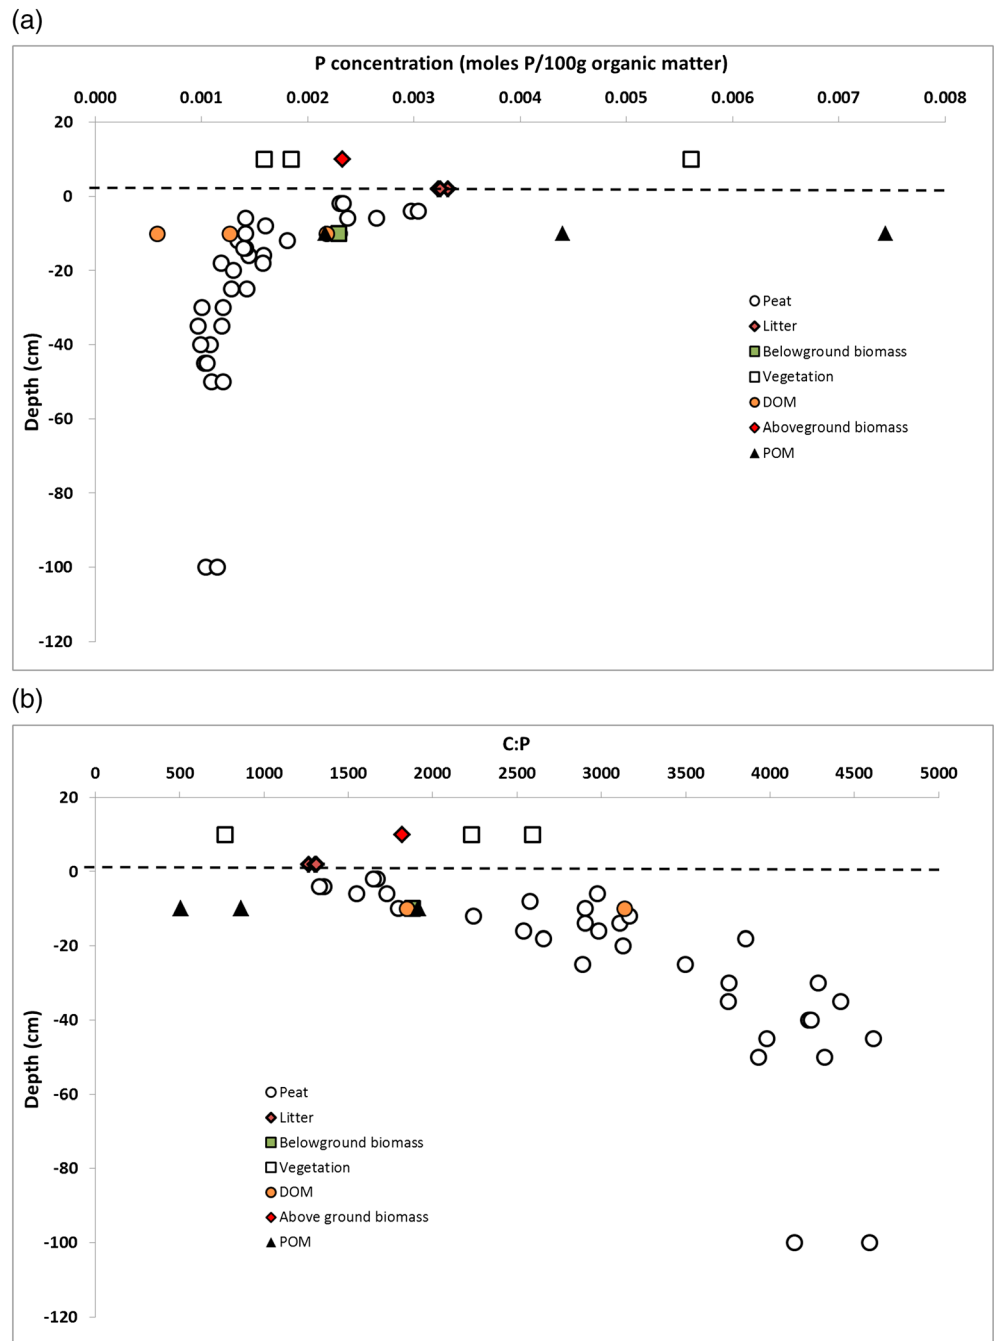 (a)
P concentration (moles P/100g organic matter)
0.000 0.001 0.002 0.003 0.004 0.005 0.006 0.007 0.008
20
0
-20
-40
-60
-80
-100
-120
Depth (cm)
Peat
Litter
Belowground biomass
Vegetation
DOM
Aboveground biomass
POM
(b)
C:P
0 500 1000 1500 2000 2500 3000 3500 4000 4500 5000
20
0
-20
-40
-60
-80
-100
-120
Depth (cm)
Peat
Litter
Belowground biomass
Vegetation
DOM
Above ground biomass
POM